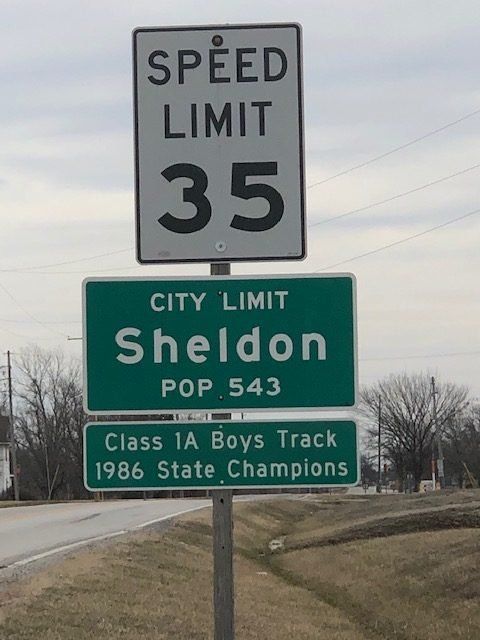 SPEED
LIMIT
35
CITY LIMIT
Sheldon
POP 543
Class 1A Boys Track
1986 State Champions